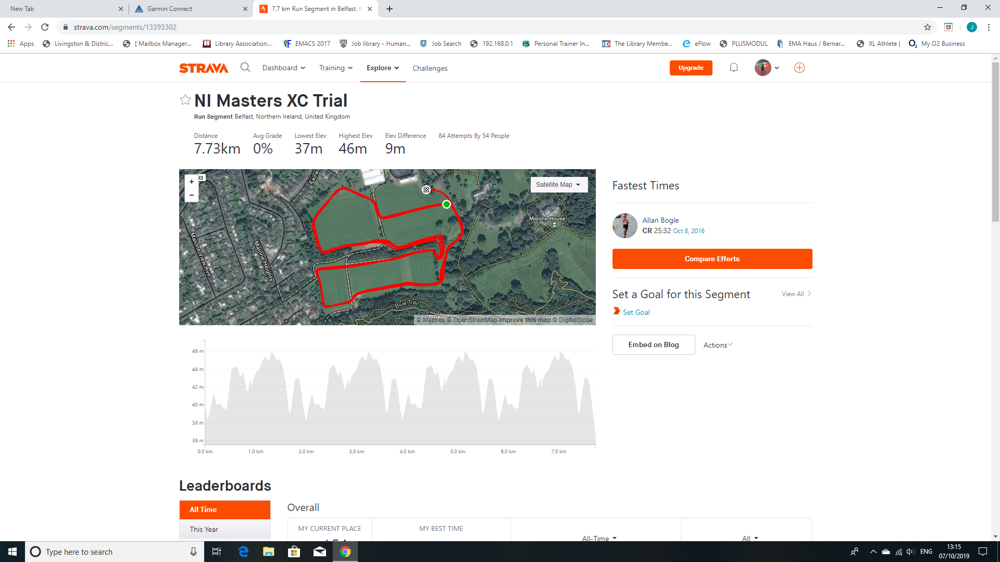 New Tab
Garmin Connect
7.7 km Run Segment in Belfast, N
strava.com/segments/13393302
J
Apps
Livingston & Distric...
[ Mailbox Manager...
Library Association...
EMACS 2017
Job library - Human...
Job Search
192.168.0.1
RS Personal Trainer In...
The Library Membe...
eFlow
PLUSMODUL
EMA Haus / Bernar...
XL Athlete |
O2 My O2 Business
STRAVA
Dashboard
Training
Explore
Challenges
Upgrade
NI Masters XC Trial
Run Segment Belfast, Northern Ireland, United Kingdom
Distance
7.73km
Avg Grade
0%
Lowest Elev
37m
Highest Elev
46m
Elev Difference
9m
84 Attempts By 54 People
+
−
03
Fairw
Satellite Map
Malone House
Malone View Ave
Malone Heights
Blue Trail
Serpentine
© Mapbox © OpenStreetMap Improve this map © DigitalGlobe
Fastest Times
Allan Bogle
CR 25:32 Oct 8, 2016
Compare Efforts
Set a Goal for this Segment
View All
Set Goal
Embed on Blog
Actions
46 m
44 m
42 m
40 m
38 m
36 m
0.0 km
1.0 km
2.0 km
3.0 km
4.0 km
5.0 km
6.0 km
7.0 km
Leaderboards
All Time
This Year
Overall
MY CURRENT PLACE
MY BEST TIME
All-Time
All
Type here to search
ENG
13:15
07/10/2019